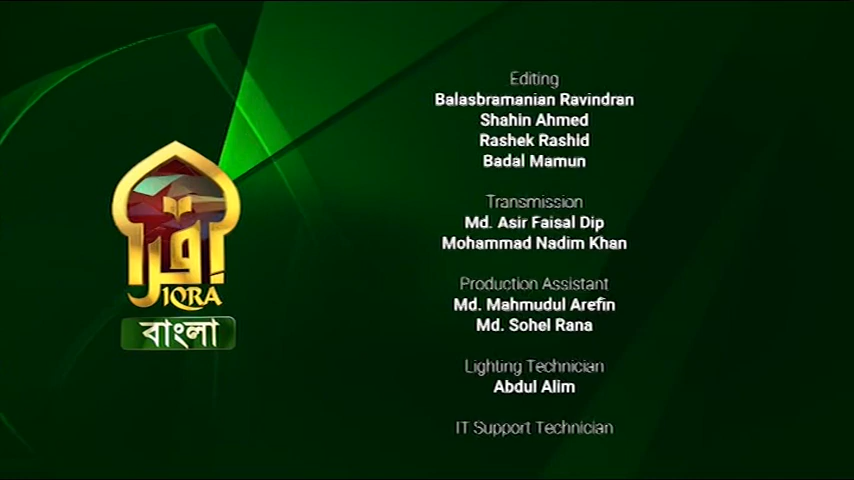 Editing
Balasbramanian Ravindran
Shahin Ahmed
Rashek Rashid
Badal Mamun
Transmission
Md. Asir Faisal Dip
Mohammad Nadim Khan
Production Assistant
Md. Mahmudul Arefin
Md. Sohel Rana
Lighting Technician
Abdul Alim
IT Support Technician
اقرأ
IQRA
বাংলা